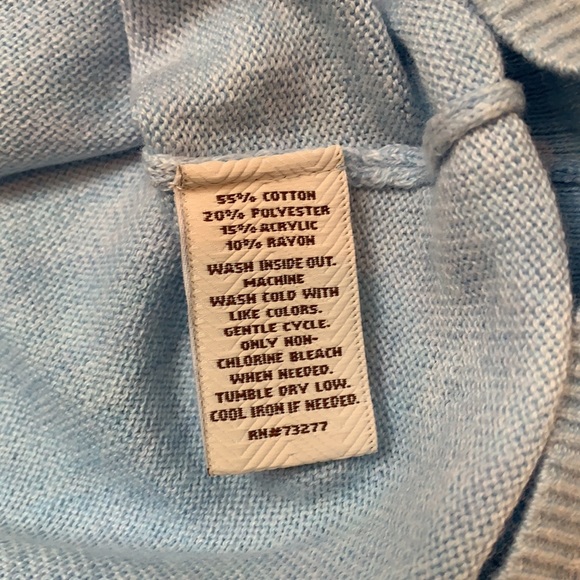 55% COTTON
20% POLYESTER
15% ACRYLIC
10% RAYON
WASH INSIDE OUT.
MACHINE
WASH COLD WITH
LIKE COLORS.
GENTLE CYCLE.
ONLY NON-
CHLORINE BLEACH
WHEN NEEDED.
TUMBLE DRY LOW.
COOL IRON IF NEEDED.
RN#73277